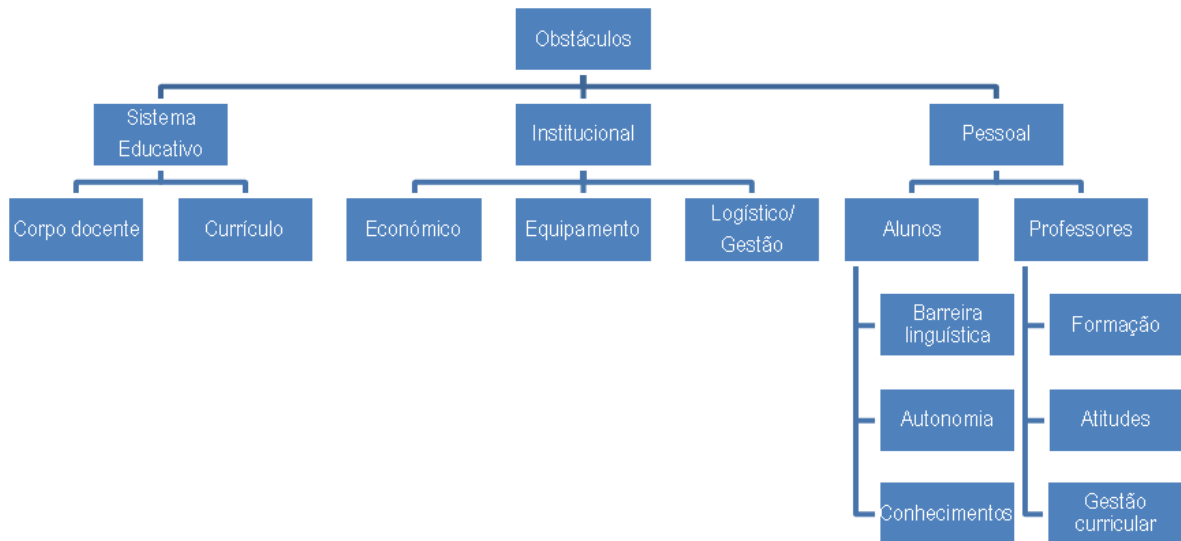 Obstáculos
Sistema
Educativo
Institucional
Pessoal
Corpo docente
Currículo
Económico
Equipamento
Logístico/
Gestão
Alunos
Professores
Barreira
linguística
Formação
Autonomia
Atitudes
Conhecimentos
Gestão
curricular